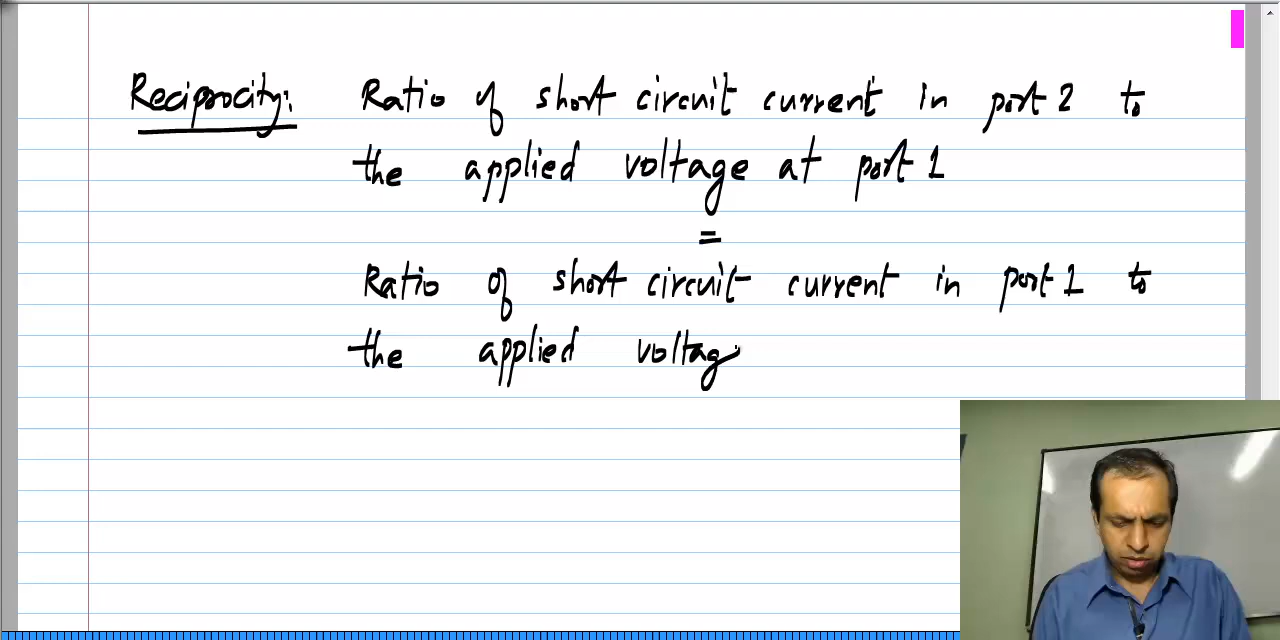 Reciprocity: Ratio of short circuit current in port 2 to
the applied voltage at port 1
=
Ratio of short circuit current in port 1 to
the applied voltag